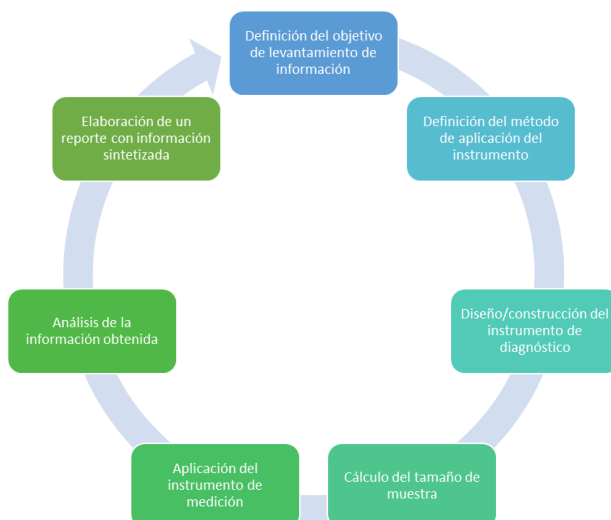 Definición del objetivo
de levantamiento de
información
Definición del método
de aplicación del
instrumento
Diseño/construcción del
instrumento de
diagnóstico
Cálculo del tamaño de
muestra
Aplicación del
instrumento de
medición
Análisis de la
información obtenida
Elaboración de un
reporte con información
sintetizada